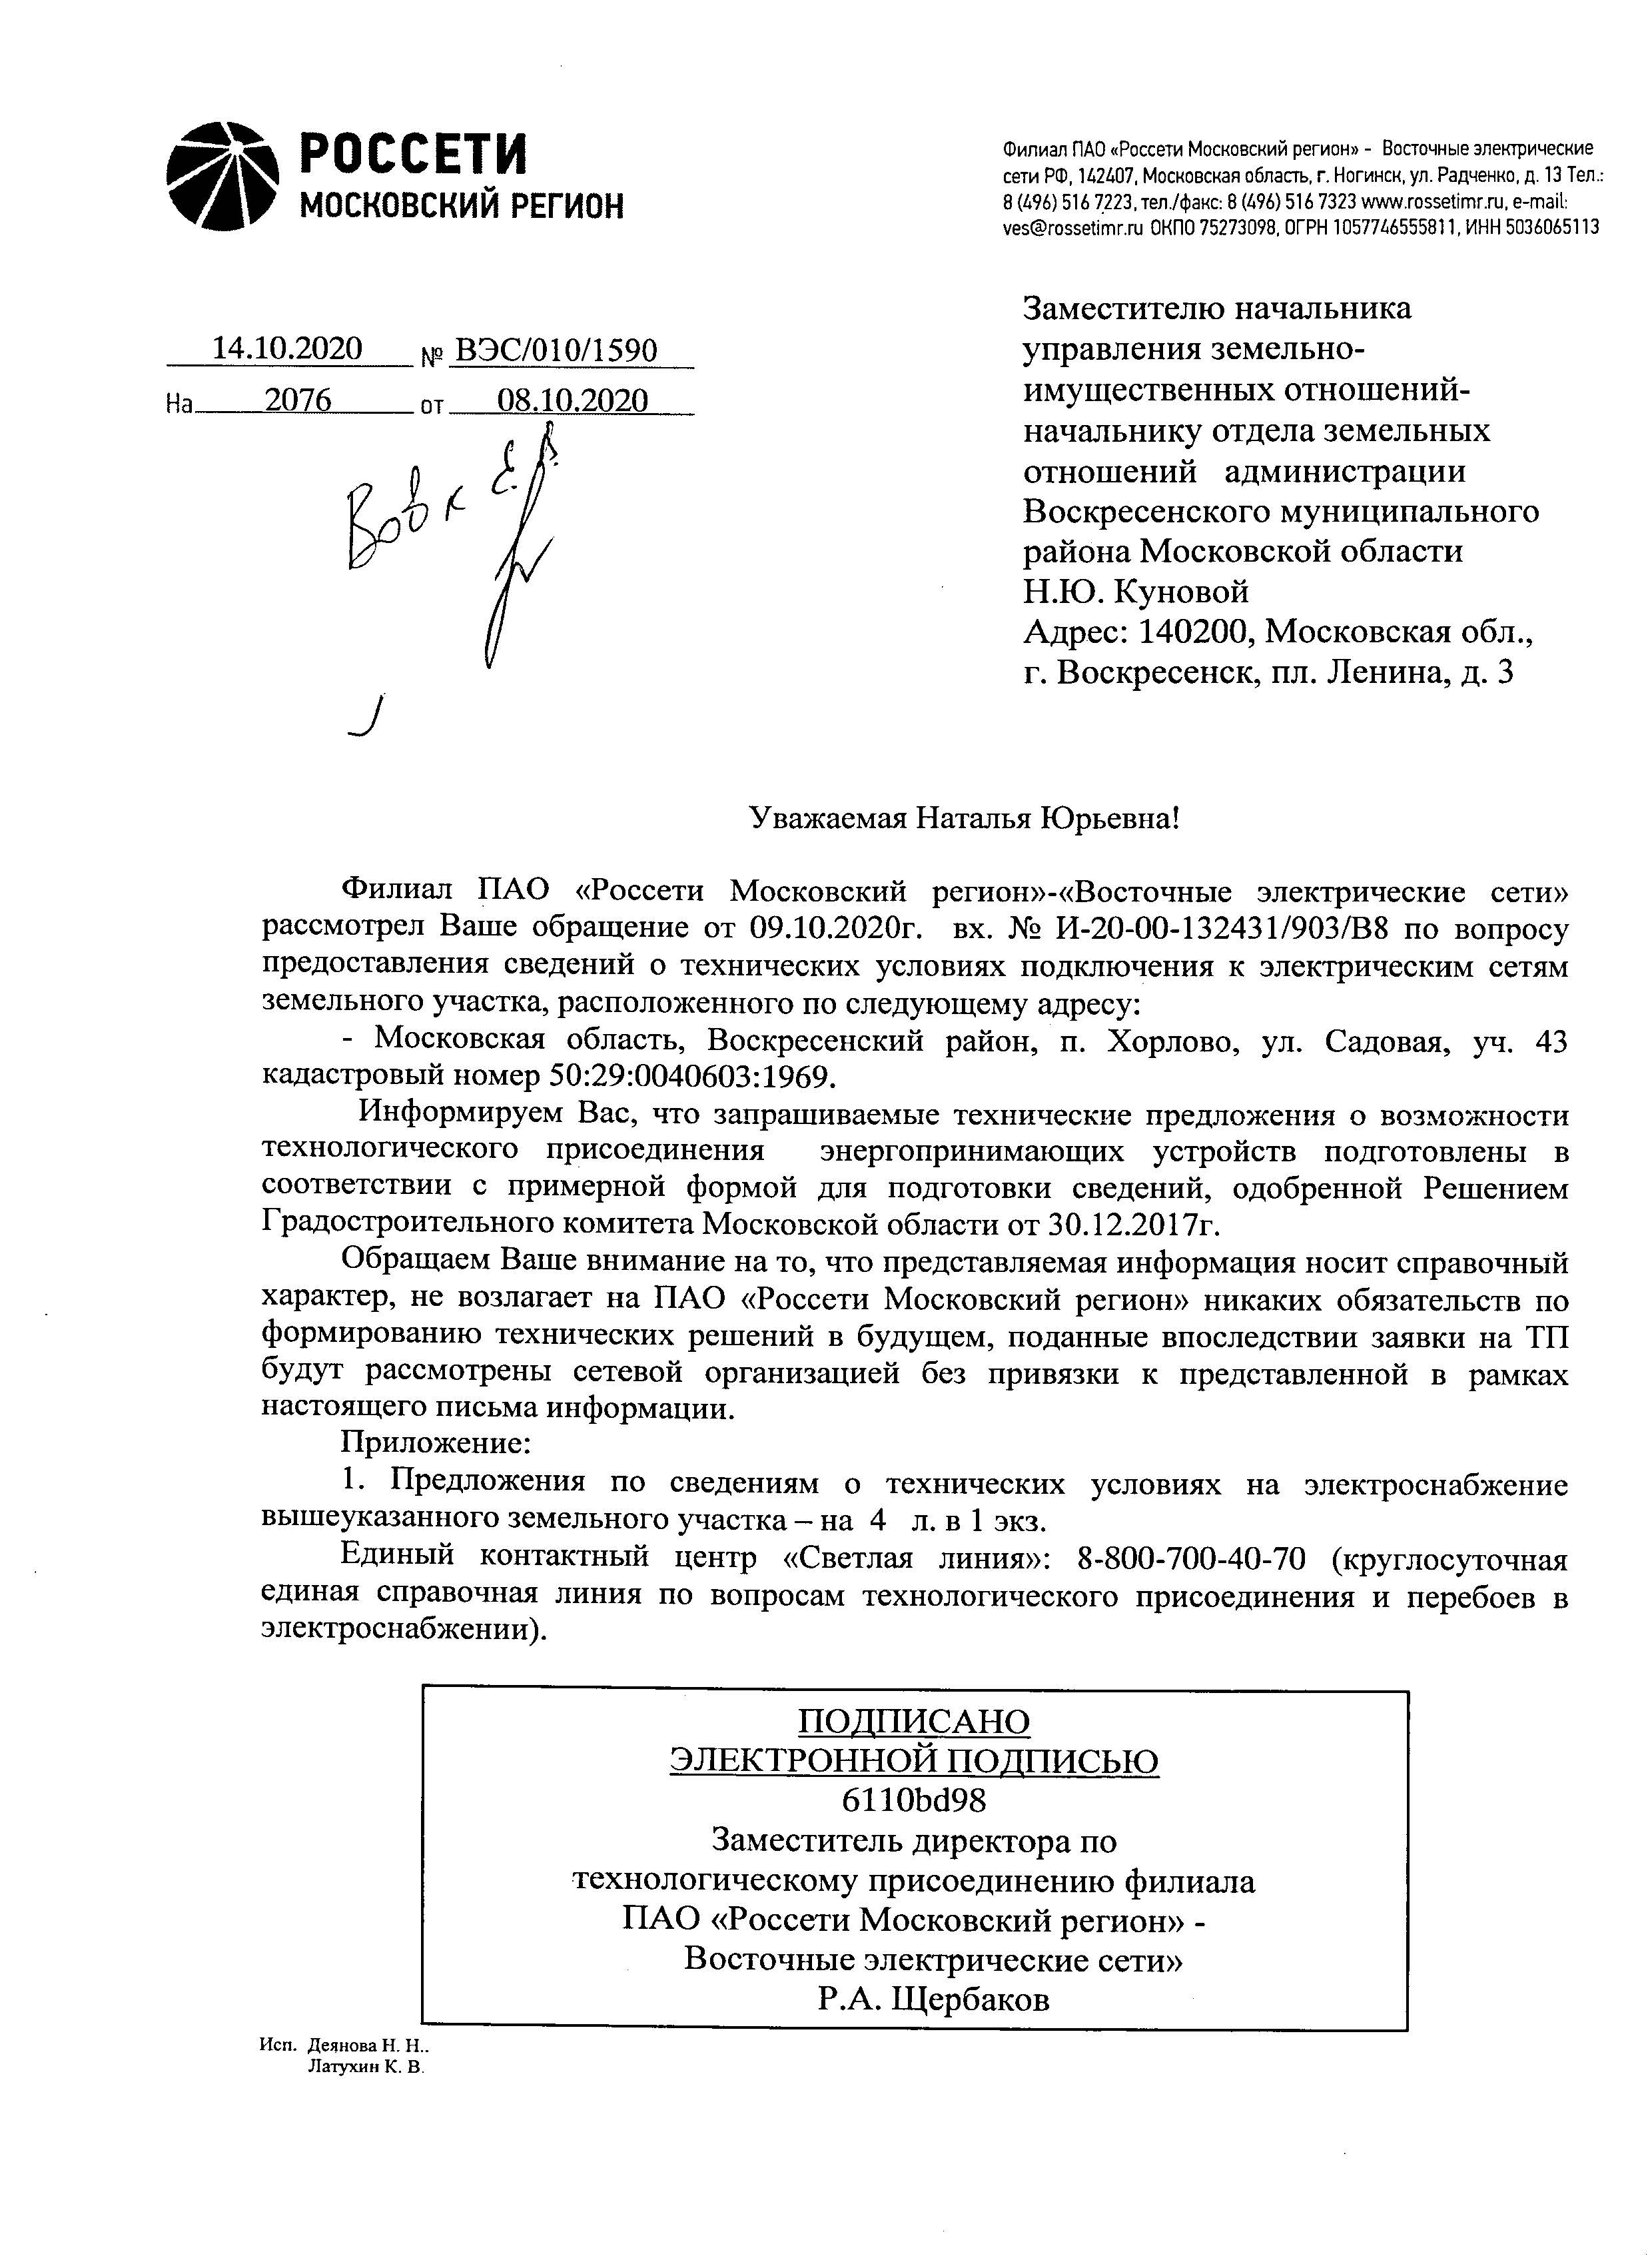 РОССЕТИ
МОСКОВСКИЙ РЕГИОН
Филиал ПАО «Россети Московский регион» - Восточные электрические
сети РФ, 142407, Московская область, г. Ногинск, ул. Радченко, д. 13 Тел.:
8 (496) 516 7223, тел./факс: 8 (496) 516 7323 www.rossetimr.ru, e-mail:
ves@rossetimr.ru ОКПО 75273098, ОГРН 1057746555811, ИНН 5036065113
14.10.2020 № ВЭС/010/1590
На 2076 от 08.10.2020
Вовк Е.В.
Заместителю начальника
управления земельно-
имущественных отношений-
начальнику отдела земельных
отношений администрации
Воскресенского муниципального
района Московской области
Н.Ю. Куновой
Адрес: 140200, Московская обл.,
г. Воскресенск, пл. Ленина, д. 3
Уважаемая Наталья Юрьевна!
Филиал ПАО «Россети Московский регион»-«Восточные электрические сети»
рассмотрел Ваше обращение от 09.10.2020г. вх. № И-20-00-132431/903/В8 по вопросу
предоставления сведений о технических условиях подключения к электрическим сетям
земельного участка, расположенного по следующему адресу:
- Московская область, Воскресенский район, п. Хорлово, ул. Садовая, уч. 43
кадастровый номер 50:29:0040603:1969.
Информируем Вас, что запрашиваемые технические предложения о возможности
технологического присоединения энергопринимающих устройств подготовлены в
соответствии с примерной формой для подготовки сведений, одобренной Решением
Градостроительного комитета Московской области от 30.12.2017г.
Обращаем Ваше внимание на то, что представляемая информация носит справочный
характер, не возлагает на ПАО «Россети Московский регион» никаких обязательств по
формированию технических решений в будущем, поданные впоследствии заявки на ТП
будут рассмотрены сетевой организацией без привязки к представленной в рамках
настоящего письма информации.
Приложение:
1. Предложения по сведениям о технических условиях на электроснабжение
вышеуказанного земельного участка – на 4 л. в 1 экз.
Единый контактный центр «Светлая линия»: 8-800-700-40-70 (круглосуточная
единая справочная линия по вопросам технологического присоединения и перебоев в
электроснабжении).
ПОДПИСАНО
ЭЛЕКТРОННОЙ ПОДПИСЬЮ
6110bd98
Заместитель директора по
технологическому присоединению филиала
ПАО «Россети Московский регион» -
Восточные электрические сети»
Р.А. Щербаков
Исп. Деянова Н. Н..
Латухин К. В.